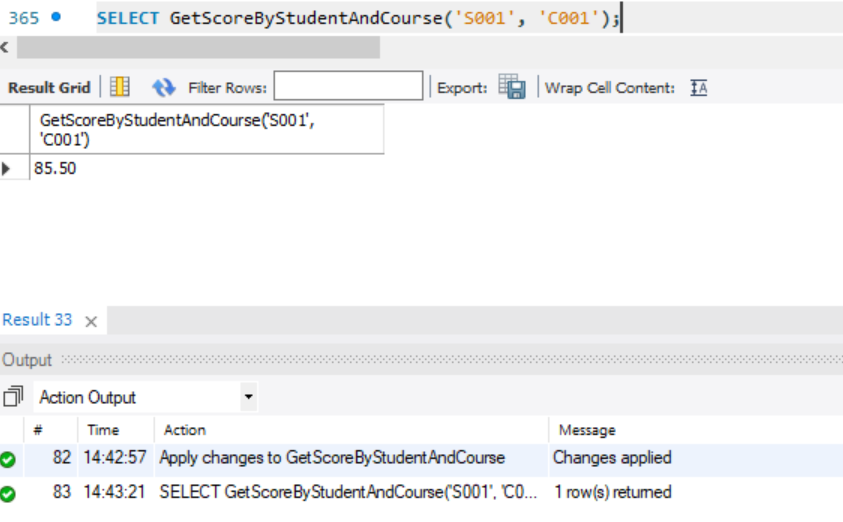 365 SELECT GetScoreByStudentAndCourse('S001', 'C001');
Result Grid Filter Rows: Export: Wrap Cell Content:
GetScoreByStudentAndCourse('S001',
'C001')
85.50
Result 33
Output
Action Output
# Time Action Message
82 14:42:57 Apply changes to GetScoreByStudentAndCourse Changes applied
83 14:43:21 SELECT GetScoreByStudentAndCourse('S001', 'C0... 1 row(s) returned